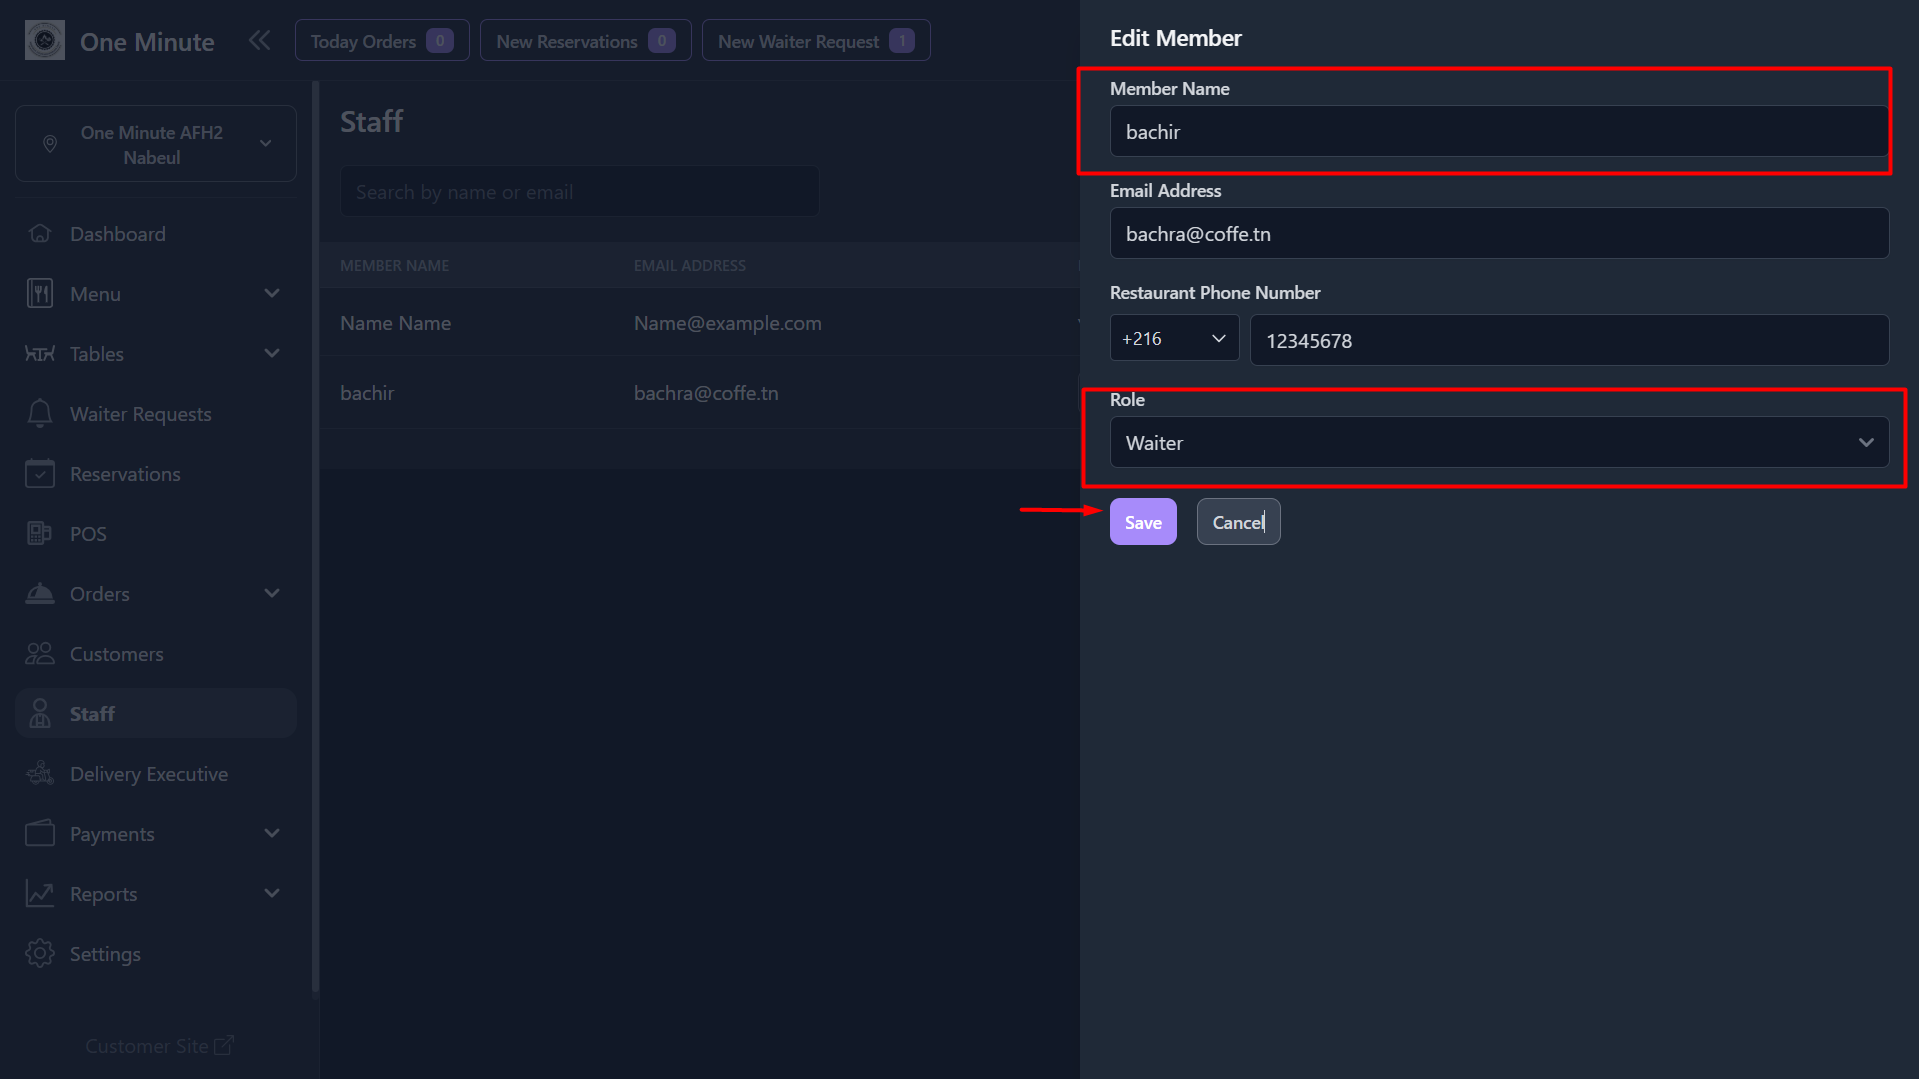 One Minute
Today Orders 0
New Reservations 0
New Waiter Request 1
One Minute AFH2
Nabeul
Dashboard
Menu
Tables
Waiter Requests
Reservations
POS
Orders
Customers
Staff
Delivery Executive
Payments
Reports
Settings
Customer Site
Staff
Search by name or email
MEMBER NAME EMAIL ADDRESS
Name Name Name@example.com
bachir bachra@coffe.tn
Edit Member
Member Name
bachir
Email Address
bachra@coffe.tn
Restaurant Phone Number
+216 12345678
Role
Waiter
Save Cancel